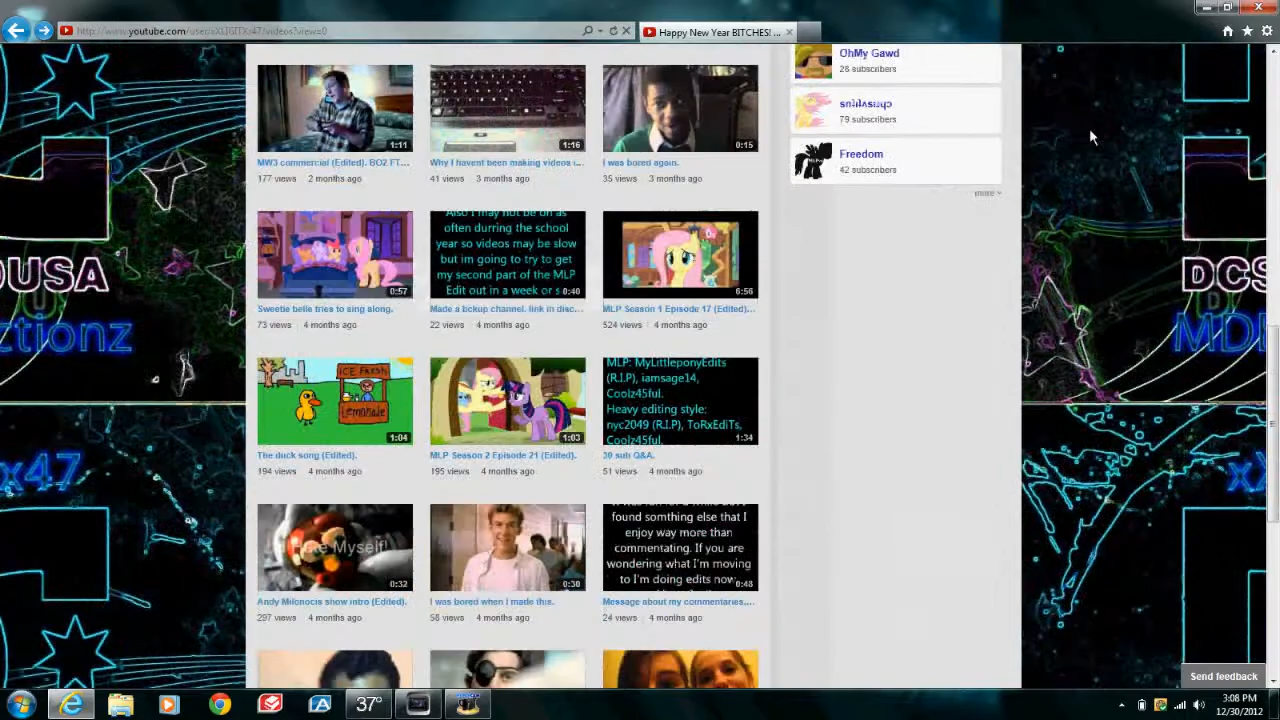 Happy New Year BITCHES! ...
OhMy Gawd
26 subscribers
79 subscribers
Freedom
42 subscribers
more
1:11
1:16
0:15
MW3 commercial (Edited). BO2 FT...
Why I havent been making videos i...
I was bored again.
177 views 2 months ago
41 views 3 months ago
35 views 3 months ago
Also I may not be on as
often durring the school
year so videos may be slow
but im going to try to get
my second part of the MLP
Edit out in a week or s
0:57
0:40
6:56
Sweetie belle tries to sing along.
Made a bckup channel. link in disc...
MLP Season 1 Episode 17 (Edited)...
73 views 4 months ago
22 views 4 months ago
524 views 4 months ago
ICE FRESH
Lemonade
MLP: MyLittleponyEdits
(R.I.P), iamsage14,
Coolz45ful.
Heavy editing style:
nyc2049 (R.I.P), ToRxEdiTs,
Coolz45ful.
1:04
1:03
1:34
The duck song (Edited).
MLP Season 2 Episode 21 (Edited).
30 sub Q&A.
194 views 4 months ago
195 views 4 months ago
51 views 4 months ago
Myself!
found somthing else that I
enjoy way more than
commentating. If you are
wondering what I'm moving
to I'm doing edits now
0:32
0:30
0:48
Andy Milonocis show intro (Edited).
I was bored when I made this.
Message about my commentaries....
297 views 4 months ago
58 views 4 months ago
24 views 4 months ago
OUSA
ctionz
x47
DCS
MDK
Send feedback
37°
3:08 PM
12/30/2012